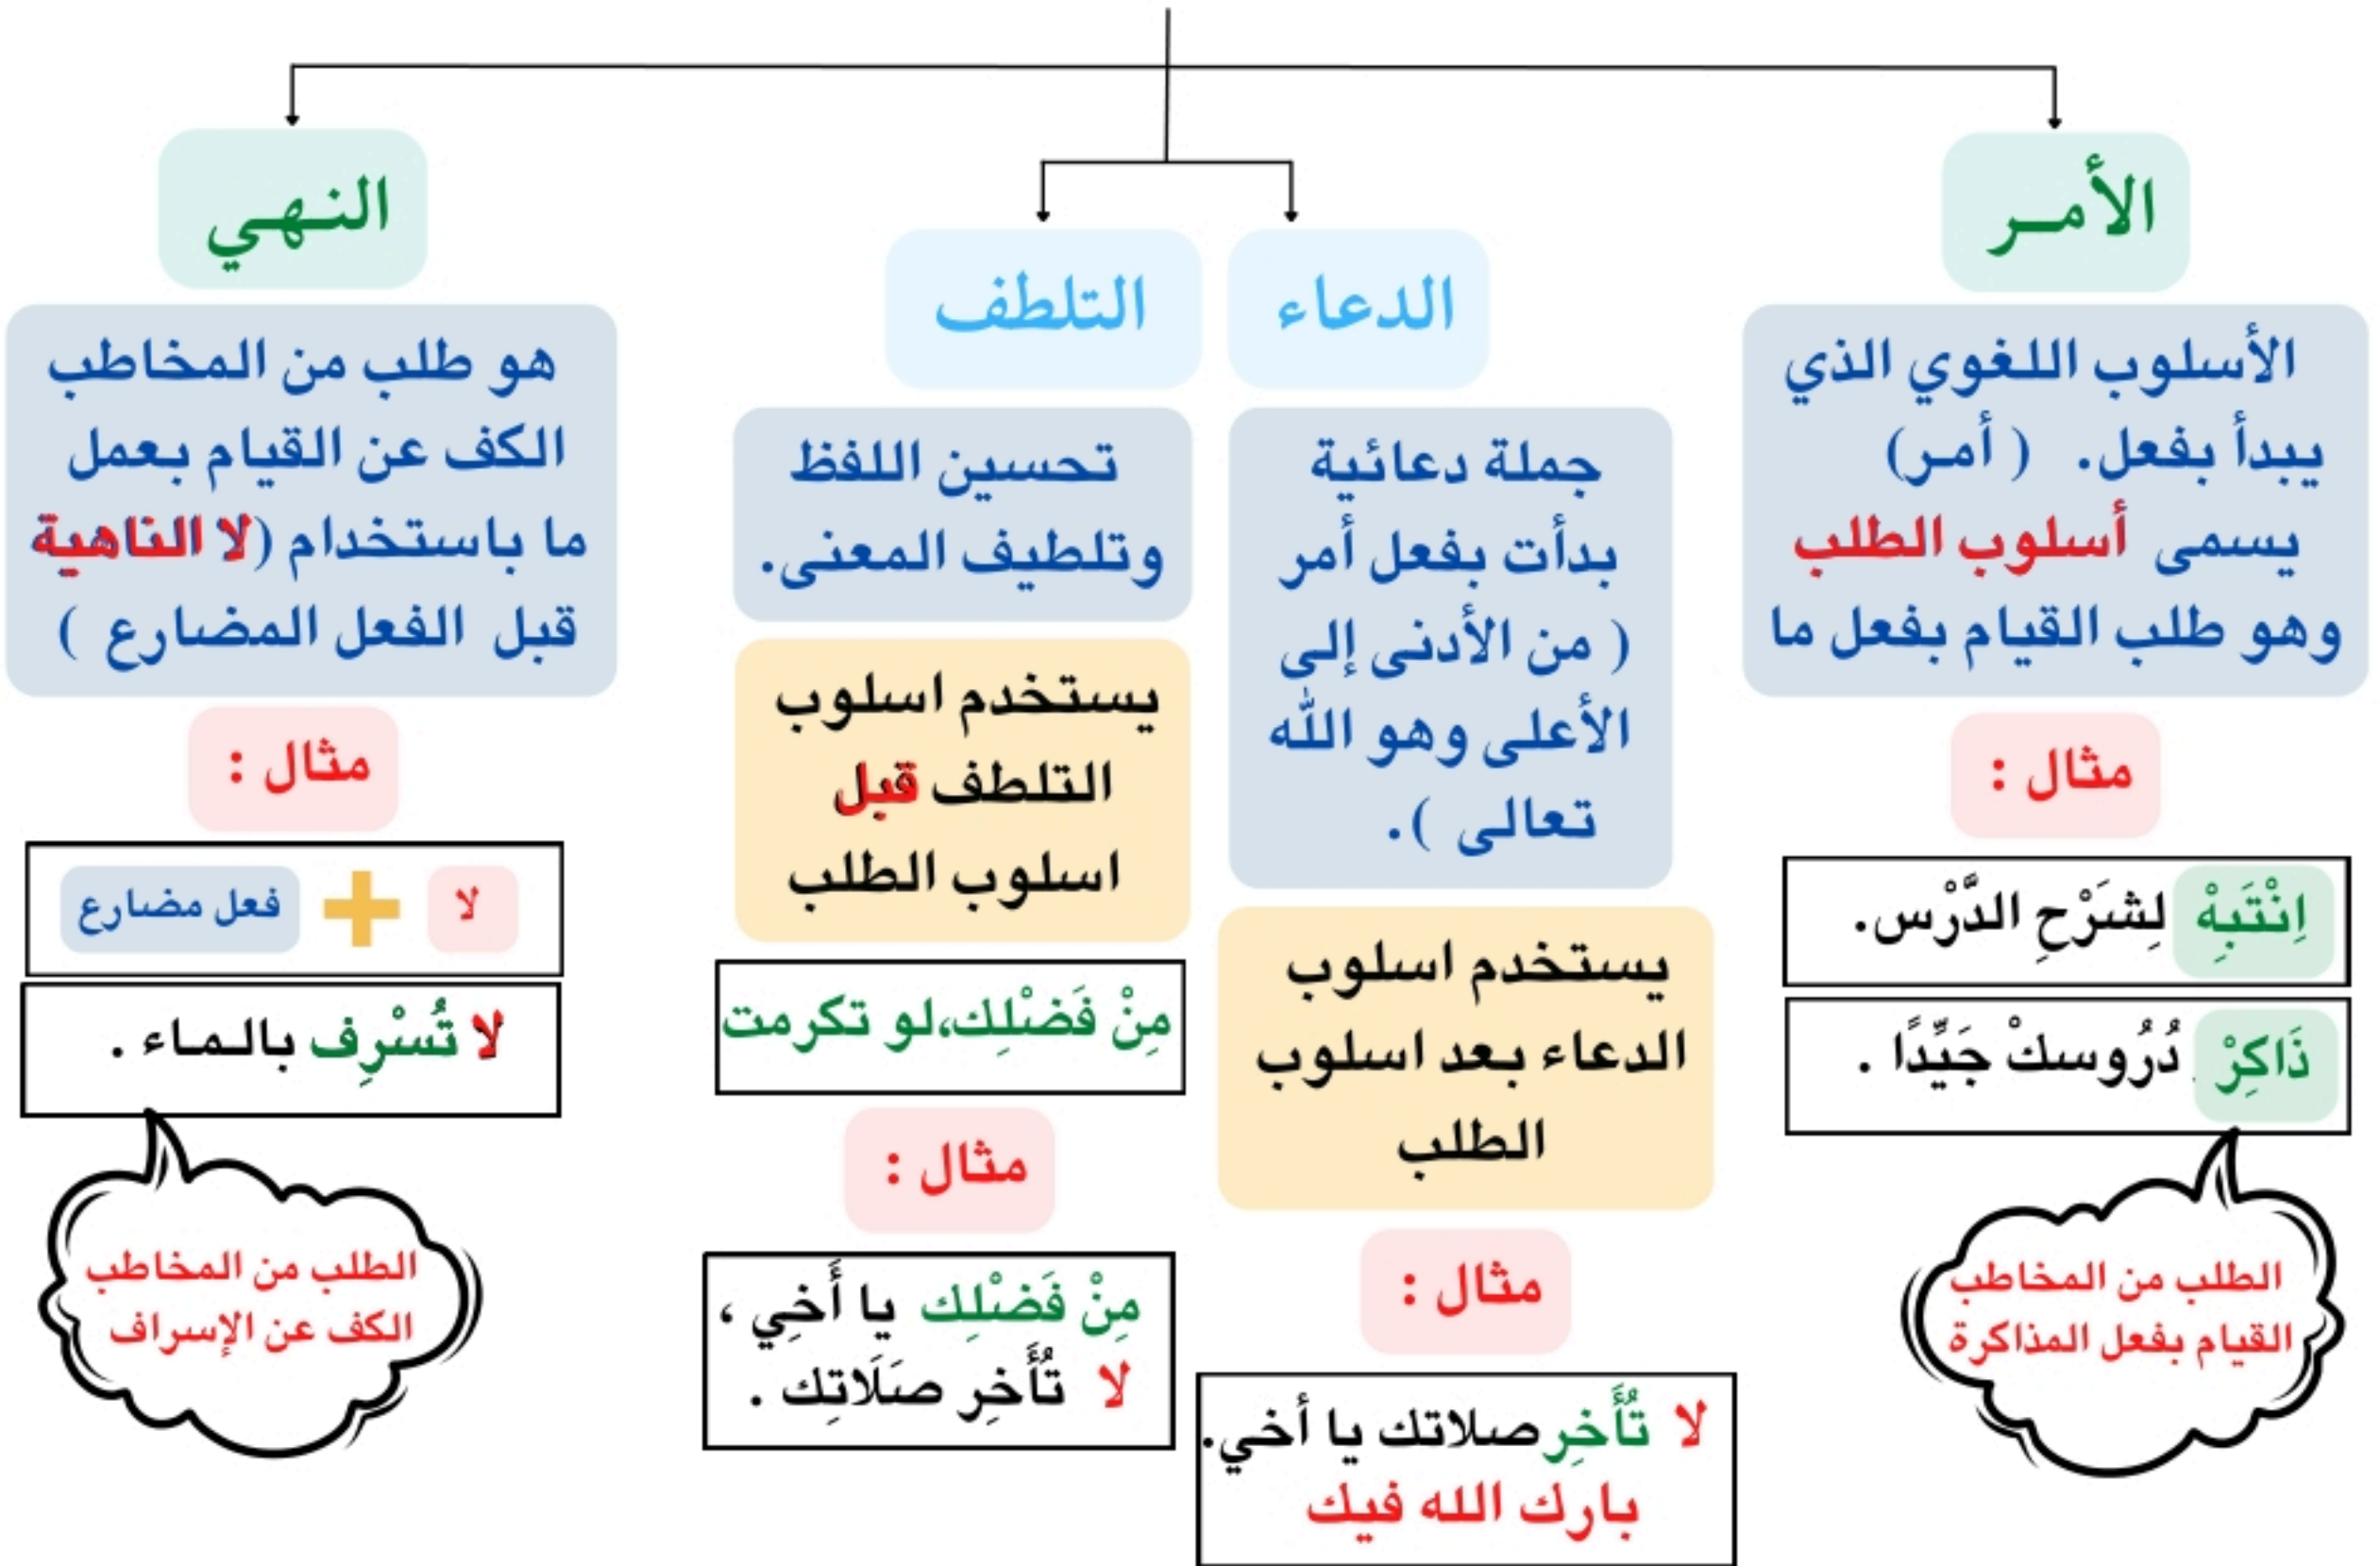 الأمـر
الأسلوب اللغوي الذي
يبدأ بفعل. ( أمر)
يسمى أسلوب الطلب
وهو طلب القيام بفعل ما
مثال :
اِنْتَبِهْ لِشَرْحِ الدَّرْس.
ذَاكِرْ دُرُوسكْ جَيِّدًا .
الطلب من المخاطب
القيام بفعل المذاكرة
الدعاء
جملة دعائية
بدأت بفعل أمر
( من الأدنى إلى
الأعلى وهو الله
تعالى ).
يستخدم اسلوب
الدعاء بعد اسلوب
الطلب
مثال :
لا تُأَخِر صلاتك يا أخي.
بارك الله فيك
التلطف
تحسين اللفظ
وتلطيف المعنى.
يستخدم اسلوب
التلطف قبل
اسلوب الطلب
مِنْ فَضْلِك،لو تكرمت
مثال :
مِنْ فَضْلِك يا أَخِي ،
لا تُأَخِر صَلَاتِك .
النـهـي
هو طلب من المخاطب
الكف عن القيام بعمل
ما باستخدام (لا الناهية
قبل الفعل المضارع )
مثال :
لا + فعل مضارع
لا تُسْرِف بالـماء .
الطلب من المخاطب
الكف عن الإسراف